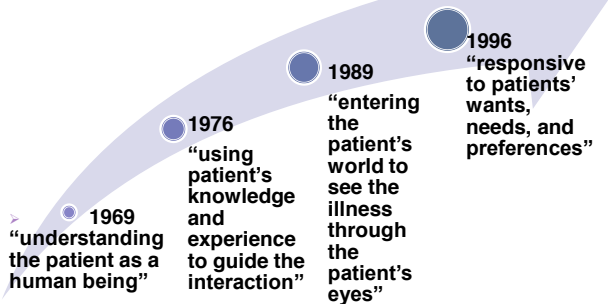 1969
“understanding
the patient as a
human being”
1976
“using
patient’s
knowledge
and
experience
to guide the
interaction”
1989
“entering
the
patient’s
world to
see the
illness
through
the
patient’s
eyes”
1996
“responsive
to patients’
wants,
needs, and
preferences”